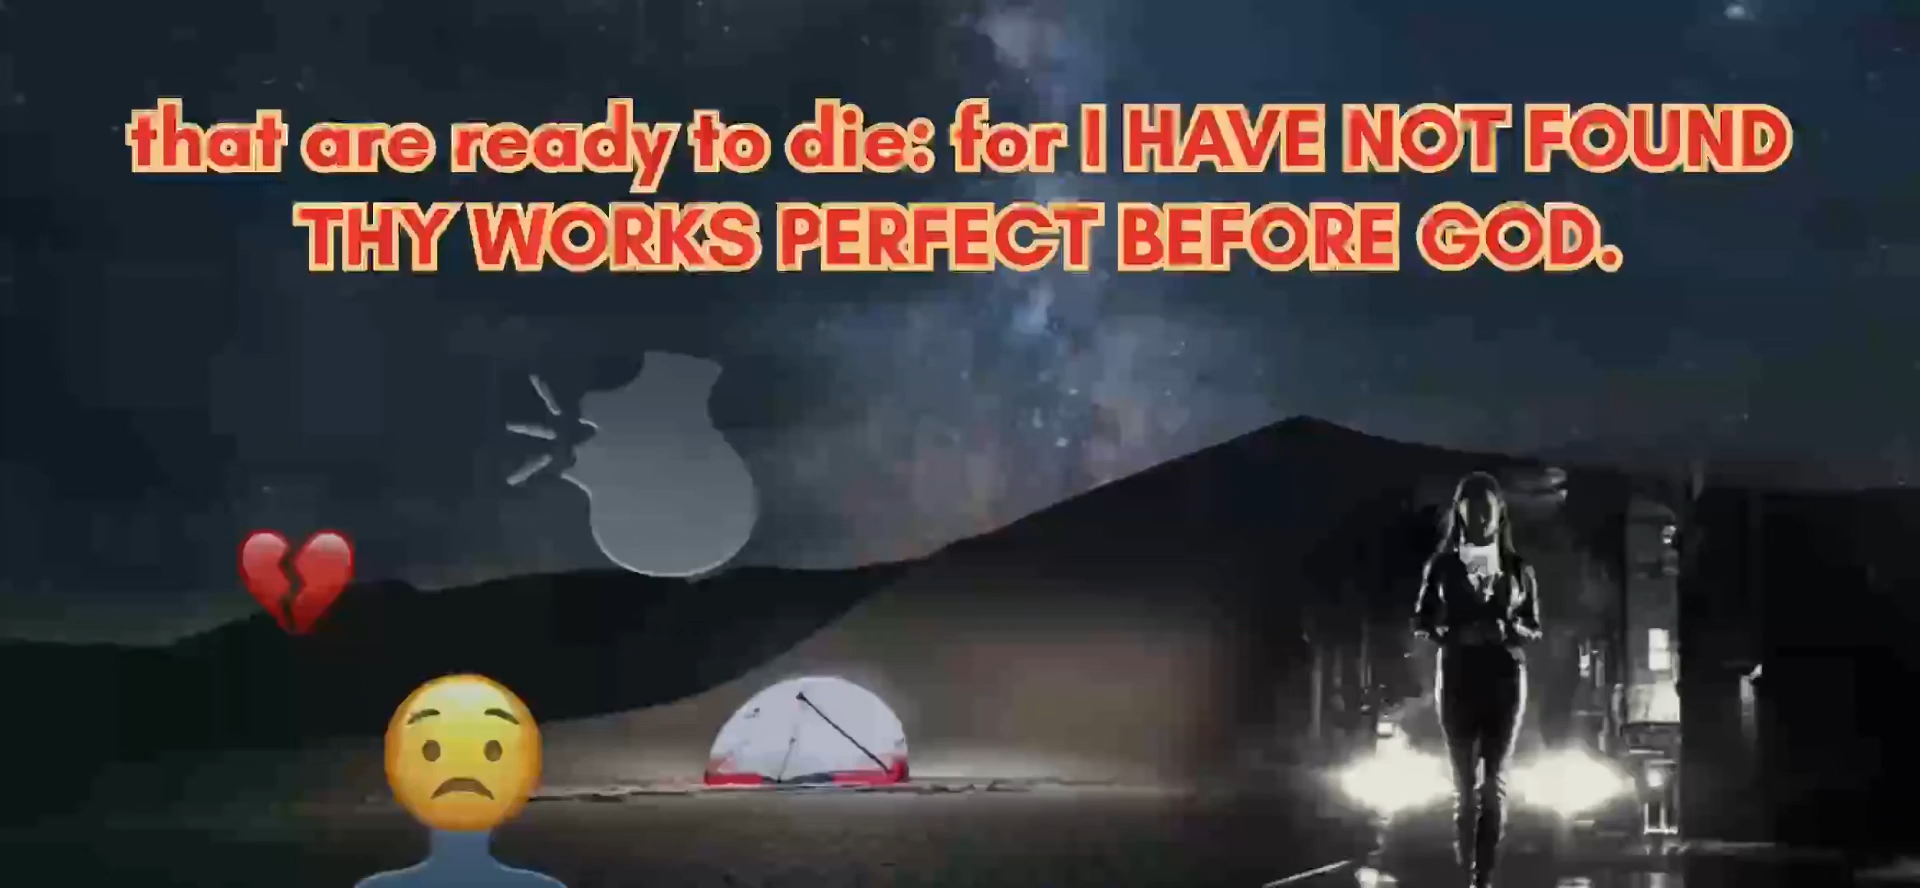 that are ready to die: for I HAVE NOT FOUND
THY WORKS PERFECT BEFORE GOD.